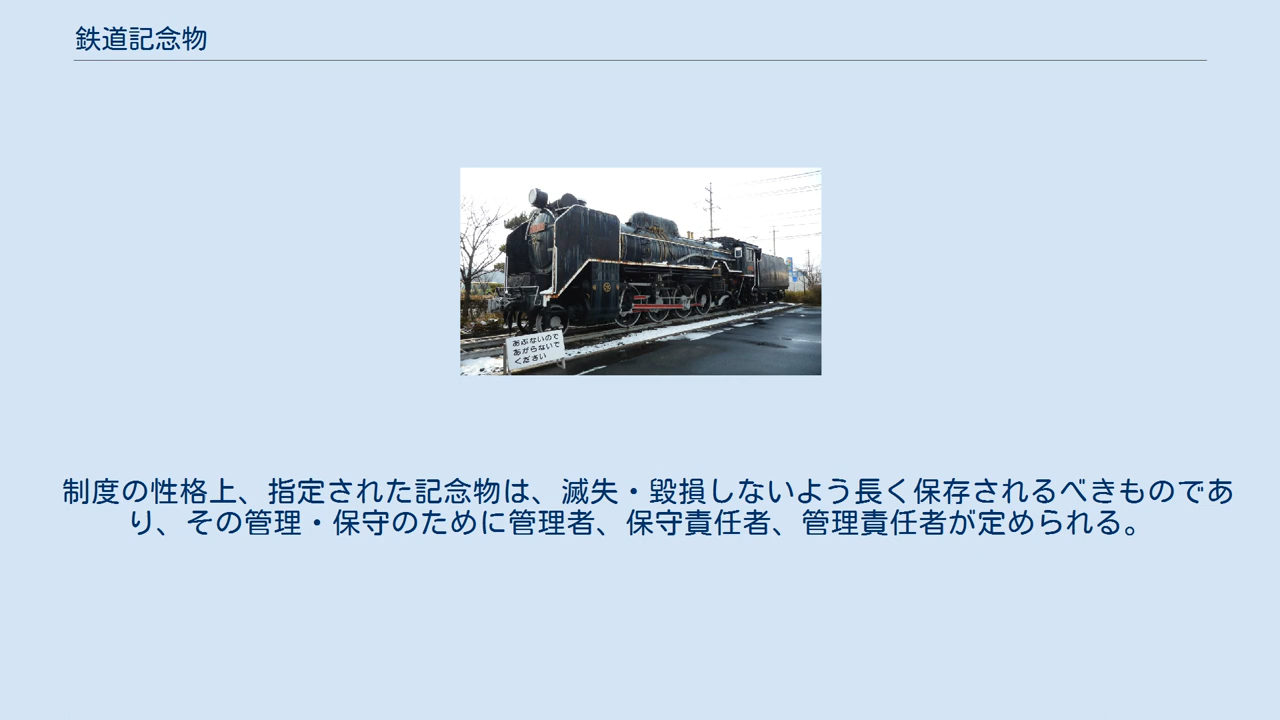 鉄道記念物
あぶないので
あがらないで
ください
制度の性格上、指定された記念物は、滅失・毀損しないよう長く保存されるべきものであ
り、その管理・保守のために管理者、保守責任者、管理責任者が定められる。